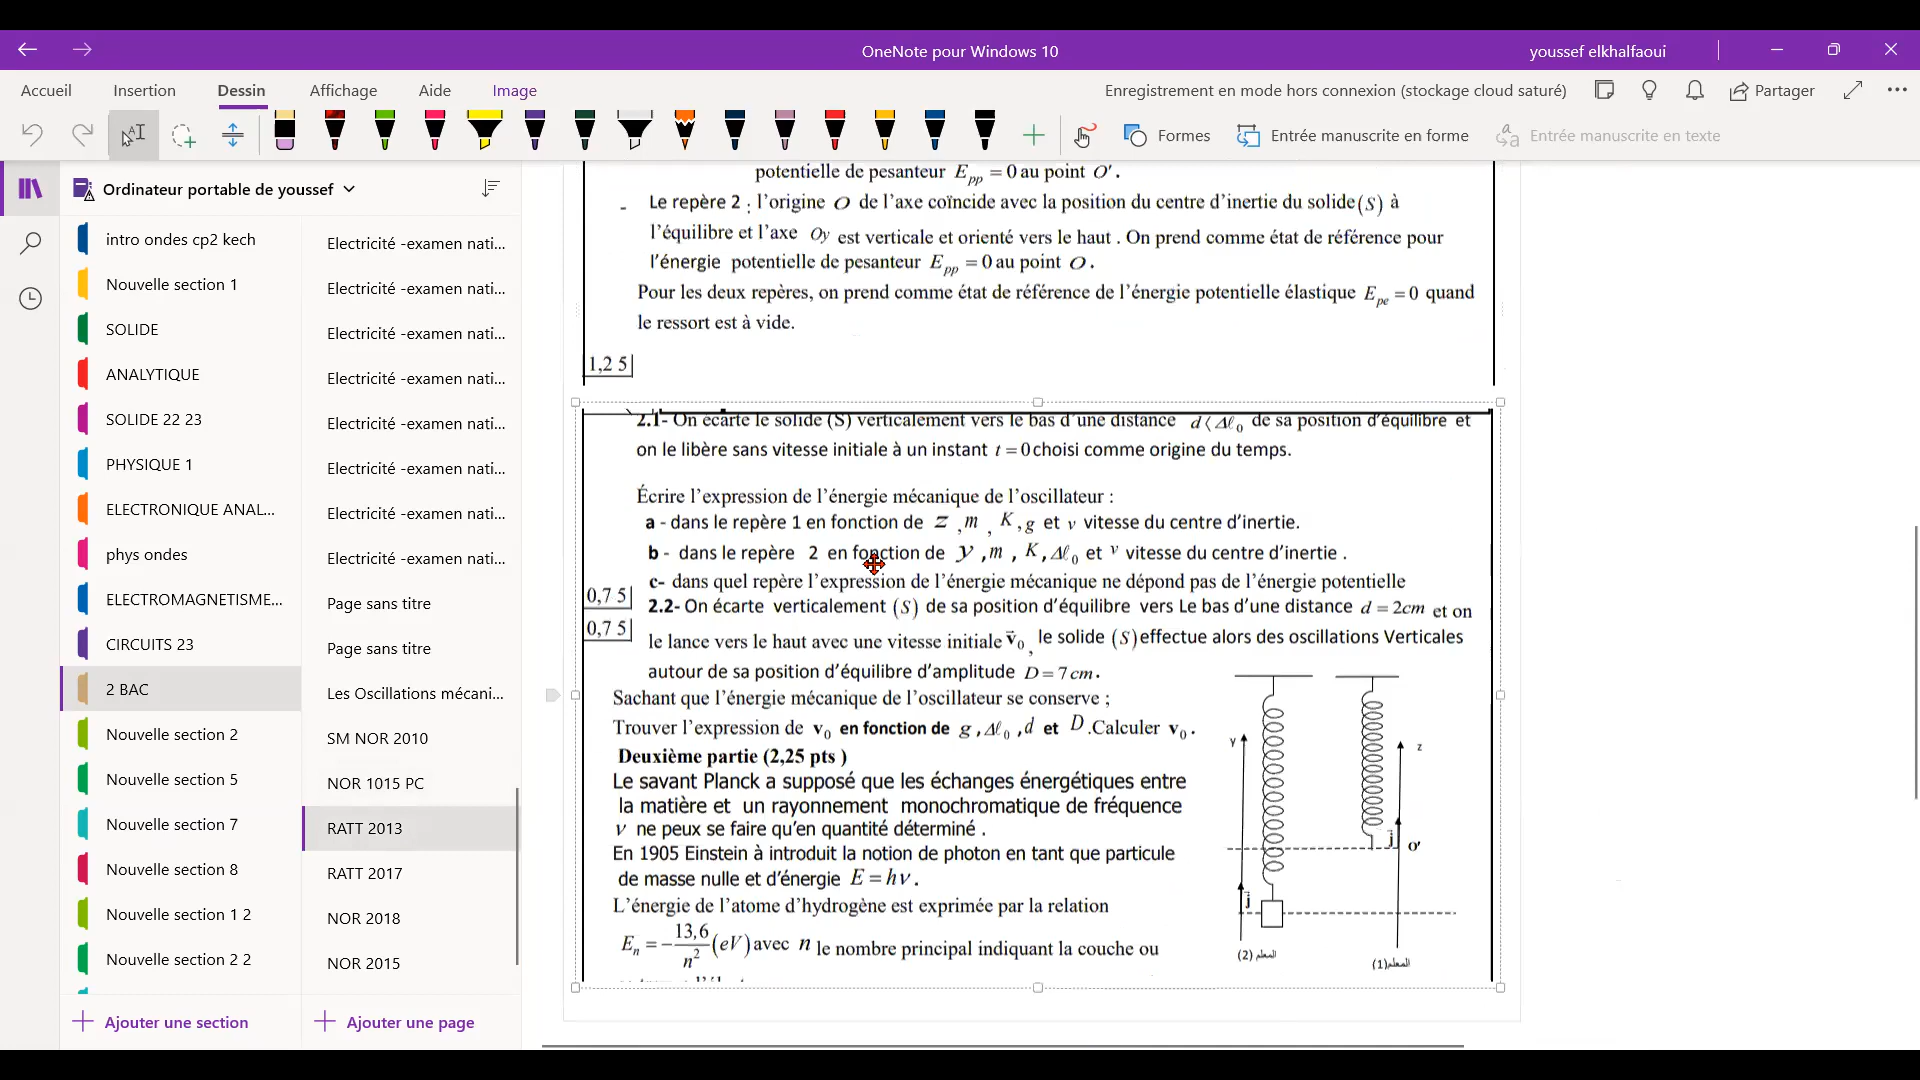 OneNote pour Windows 10
youssef elkhalfaoui
Accueil
Insertion
Dessin
Affichage
Aide
Image
Enregistrement en mode hors connexion (stockage cloud saturé)
Partager
Formes
Entrée manuscrite en forme
Entrée manuscrite en texte
Ordinateur portable de youssef
intro ondes cp2 kech
Nouvelle section 1
SOLIDE
ANALYTIQUE
SOLIDE 22 23
PHYSIQUE 1
ELECTRONIQUE ANAL...
phys ondes
ELECTROMAGNETISME...
CIRCUITS 23
2 BAC
Nouvelle section 2
Nouvelle section 5
Nouvelle section 7
Nouvelle section 8
Nouvelle section 1 2
Nouvelle section 2 2
Ajouter une section
Electricité -examen nati...
Electricité -examen nati...
Electricité -examen nati...
Electricité -examen nati...
Electricité -examen nati...
Electricité -examen nati...
Electricité -examen nati...
Electricité -examen nati...
Page sans titre
Page sans titre
Les Oscillations mécani...
SM NOR 2010
NOR 1015 PC
RATT 2013
RATT 2017
NOR 2018
NOR 2015
Ajouter une page
potentielle de pesanteur E_pp = 0 au point O'.
- Le repère 2 : l'origine O de l'axe coïncide avec la position du centre d'inertie du solide (S) à
l'équilibre et l'axe Oy est verticale et orienté vers le haut . On prend comme état de référence pour
l'énergie potentielle de pesanteur E_pp = 0 au point O.
Pour les deux repères, on prend comme état de référence de l'énergie potentielle élastique E_pe = 0 quand
le ressort est à vide.
1,2 5
2.1- On écarte le solide (S) verticalement vers le bas d'une distance d ⟨ Δℓ₀ de sa position d'équilibre et
on le libère sans vitesse initiale à un instant t = 0 choisi comme origine du temps.
Écrire l'expression de l'énergie mécanique de l'oscillateur :
a - dans le repère 1 en fonction de z , m , K , g et v vitesse du centre d'inertie.
b - dans le repère 2 en fonction de y , m , K , Δℓ₀ et v vitesse du centre d'inertie .
c- dans quel repère l'expression de l'énergie mécanique ne dépond pas de l'énergie potentielle
0,7 5
2.2- On écarte verticalement (S) de sa position d'équilibre vers Le bas d'une distance d = 2cm et on
0,7 5
le lance vers le haut avec une vitesse initiale v⃗₀ , le solide (S) effectue alors des oscillations Verticales
autour de sa position d'équilibre d'amplitude D = 7 cm.
Sachant que l'énergie mécanique de l'oscillateur se conserve ;
Trouver l'expression de v₀ en fonction de g , Δℓ₀ , d et D .Calculer v₀ .
Deuxième partie (2,25 pts )
Le savant Planck a supposé que les échanges énergétiques entre
la matière et un rayonnement monochromatique de fréquence
ν ne peux se faire qu'en quantité déterminé .
En 1905 Einstein à introduit la notion de photon en tant que particule
de masse nulle et d'énergie E = hν .
L'énergie de l'atome d'hydrogène est exprimée par la relation
E_n = -13,6/n² (eV) avec n le nombre principal indiquant la couche ou
Y
z
j
O'
j
المعلم (2)
المعلم (1)